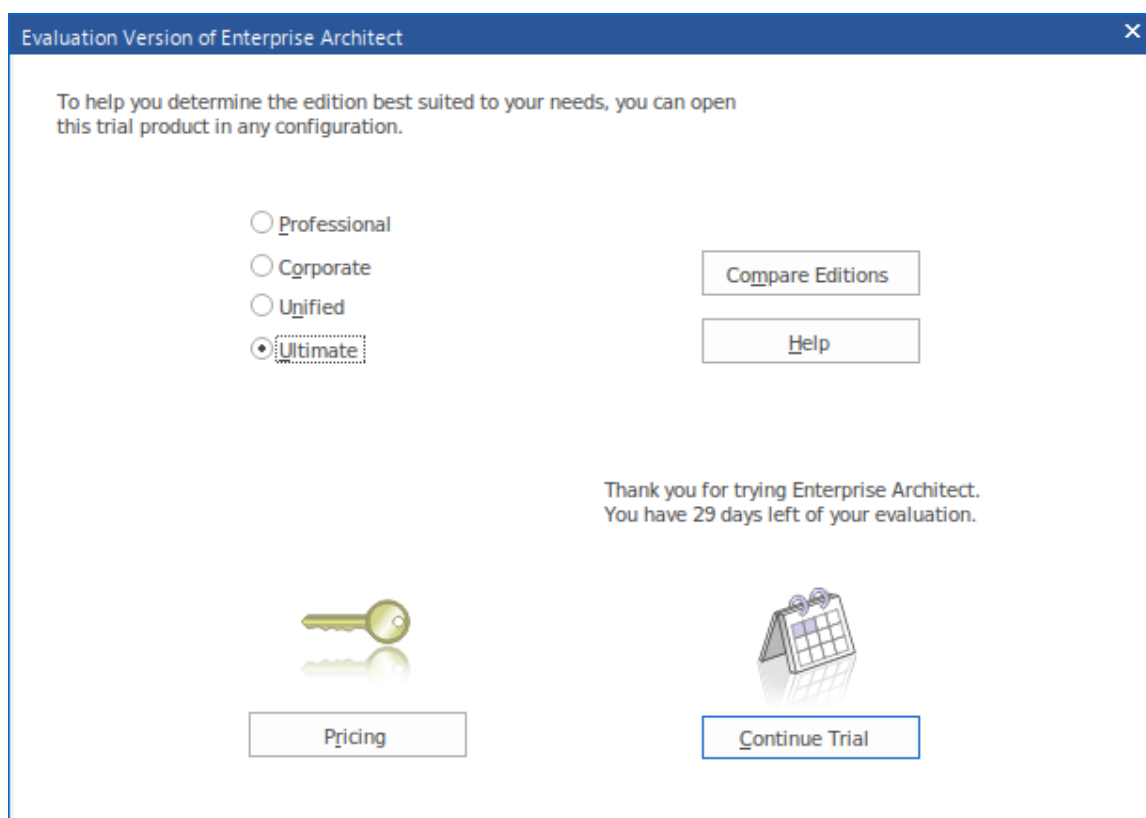 Evaluation Version of Enterprise Architect
To help you determine the edition best suited to your needs, you can open
this trial product in any configuration.
Professional
Corporate
Unified
Ultimate
Compare Editions
Help
Thank you for trying Enterprise Architect.
You have 29 days left of your evaluation.
Pricing
Continue Trial